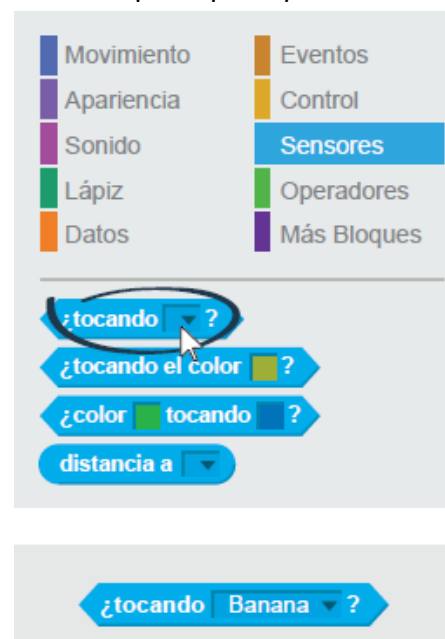 Movimiento Eventos
Apariencia Control
Sonido Sensores
Lápiz Operadores
Datos Más Bloques
¿tocando ?
¿tocando el color ?
¿color tocando ?
distancia a
¿tocando Banana ?